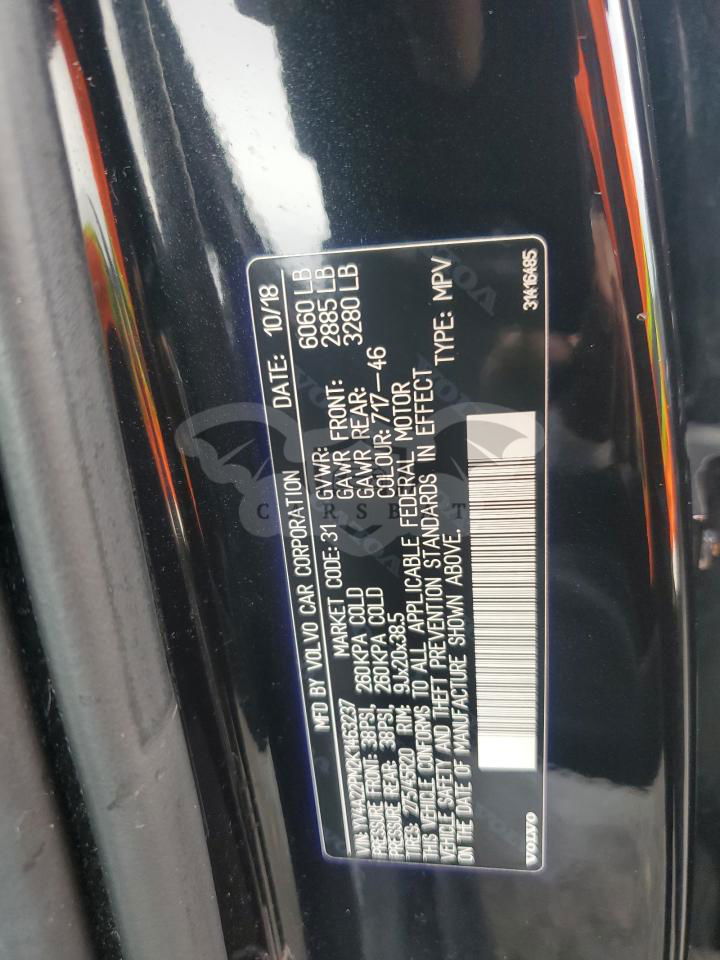 MFD BY VOLVO CAR CORPORATION DATE: 10/18
VIN: YV4A22PN2K1463237 MARKET CODE: 31 GVWR: 6060 LB
PRESSURE FRONT: 38PSI, 260KPA COLD GAWR FRONT: 2885 LB
PRESSURE REAR: 38PSI, 260KPA COLD GAWR REAR: 3280 LB
TIRE: 275/45R20 RIM: 9Jx20x38.5 COLOUR: 717--46
THIS VEHICLE CONFORMS TO ALL APPLICABLE FEDERAL MOTOR
VEHICLE SAFETY AND THEFT PREVENTION STANDARDS IN EFFECT
ON THE DATE OF MANUFACTURE SHOWN ABOVE. TYPE: MPV
VOLVO 31416485
CARSBAT